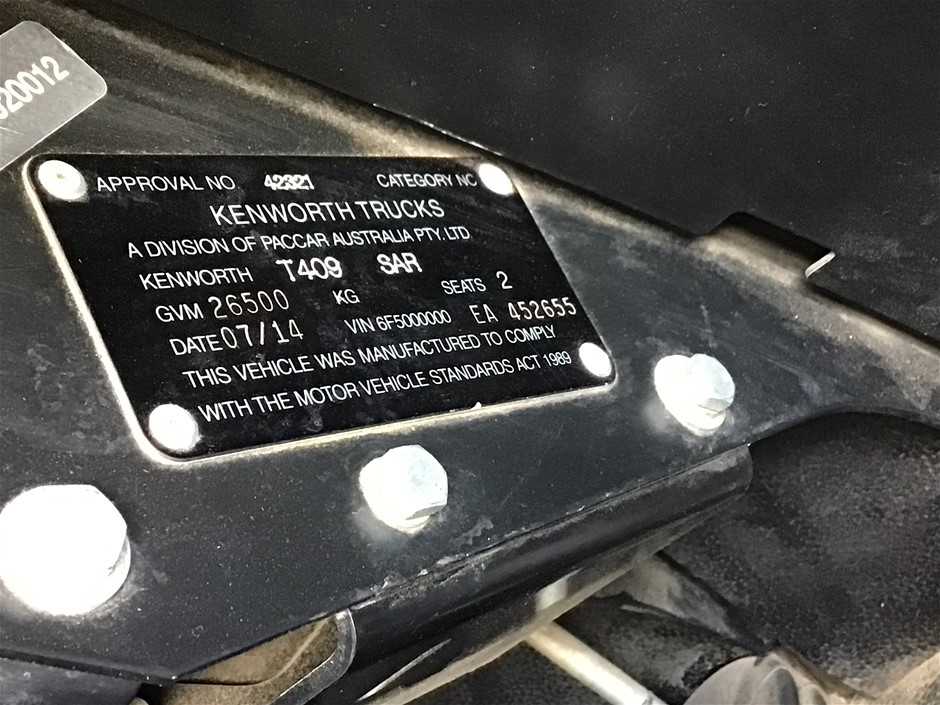 20012
APPROVAL NO 42321 CATEGORY NC
KENWORTH TRUCKS
A DIVISION OF PACCAR AUSTRALIA PTY. LTD
KENWORTH T409 SAR
GVM 26500 KG SEATS 2
DATE 07/14 VIN 6F5000000 EA 452655
THIS VEHICLE WAS MANUFACTURED TO COMPLY
WITH THE MOTOR VEHICLE STANDARDS ACT 1989